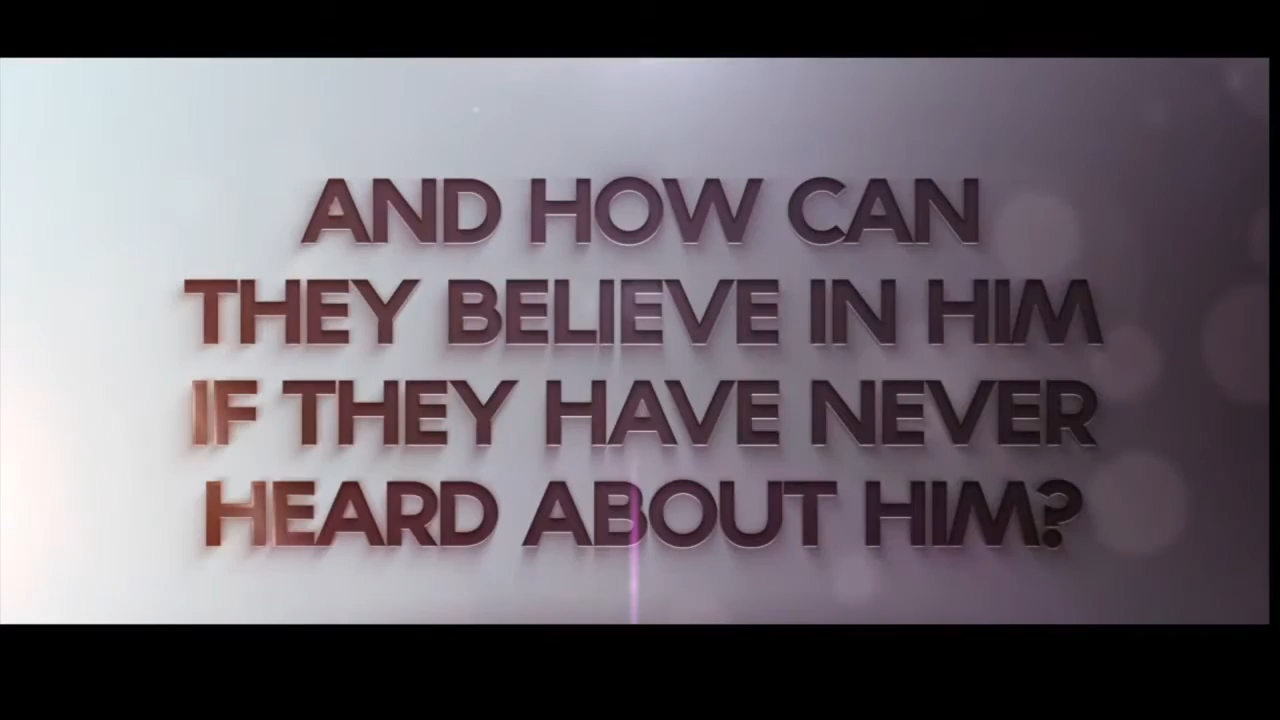 AND HOW CAN
THEY BELIEVE IN HIM
IF THEY HAVE NEVER
HEARD ABOUT HIM?